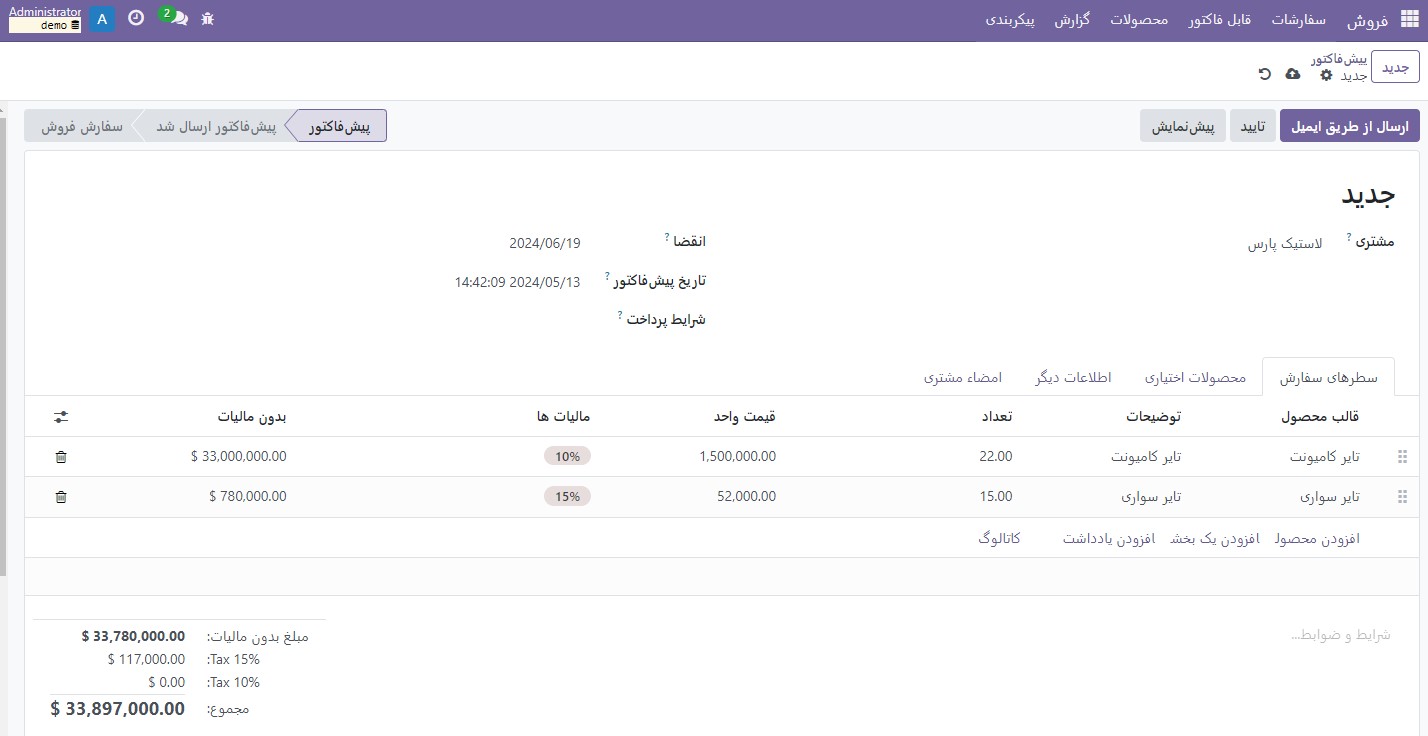 فروش سفارشات قابل فاکتور محصولات گزارش پیکربندی
2
A
Administrator
demo
جدید
پیش‌فاکتور
جدید
ارسال از طریق ایمیل تایید پیش‌نمایش
پیش‌فاکتور پیش‌فاکتور ارسال شد سفارش فروش
جدید
مشتری ? لاستیک پارس
انقضا ? 2024/06/19
تاریخ پیش‌فاکتور ? 2024/05/13 14:42:09
شرایط پرداخت ?
سطرهای سفارش محصولات اختیاری اطلاعات دیگر امضاء مشتری
قالب محصول توضیحات تعداد قیمت واحد مالیات ها بدون مالیات
تایر کامیونت تایر کامیونت 22.00 1,500,000.00 10% $ 33,000,000.00
تایر سواری تایر سواری 15.00 52,000.00 15% $ 780,000.00
افزودن محصول افزودن یک بخش افزودن یادداشت کاتالوگ
شرایط و ضوابط...
مبلغ بدون مالیات: $ 33,780,000.00
Tax 15%: $ 117,000.00
Tax 10%: $ 0.00
مجموع: $ 33,897,000.00